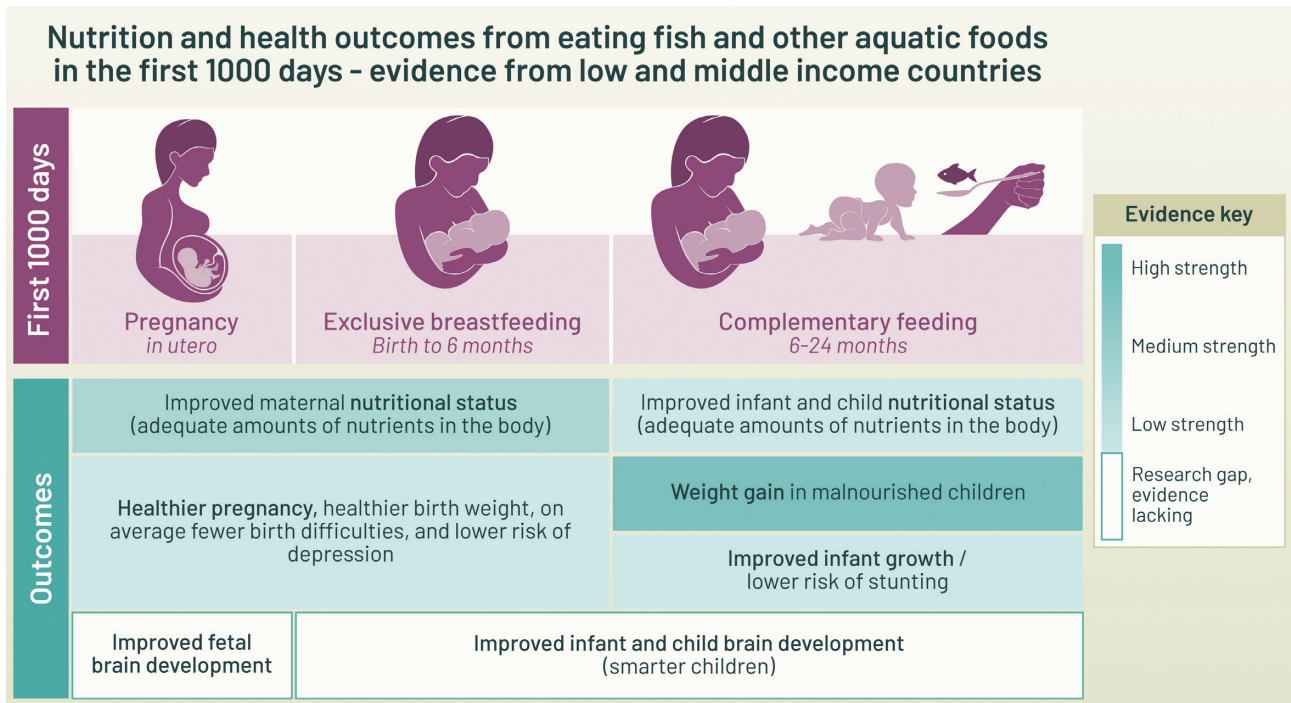 Nutrition and health outcomes from eating fish and other aquatic foods
in the first 1000 days - evidence from low and middle income countries
First 1000 days
Pregnancy
in utero
Exclusive breastfeeding
Birth to 6 months
Complementary feeding
6-24 months
Evidence key
High strength
Medium strength
Low strength
Research gap,
evidence
lacking
Outcomes
Improved maternal nutritional status
(adequate amounts of nutrients in the body)
Improved infant and child nutritional status
(adequate amounts of nutrients in the body)
Healthier pregnancy, healthier birth weight, on
average fewer birth difficulties, and lower risk of
depression
Weight gain in malnourished children
Improved infant growth /
lower risk of stunting
Improved fetal
brain development
Improved infant and child brain development
(smarter children)